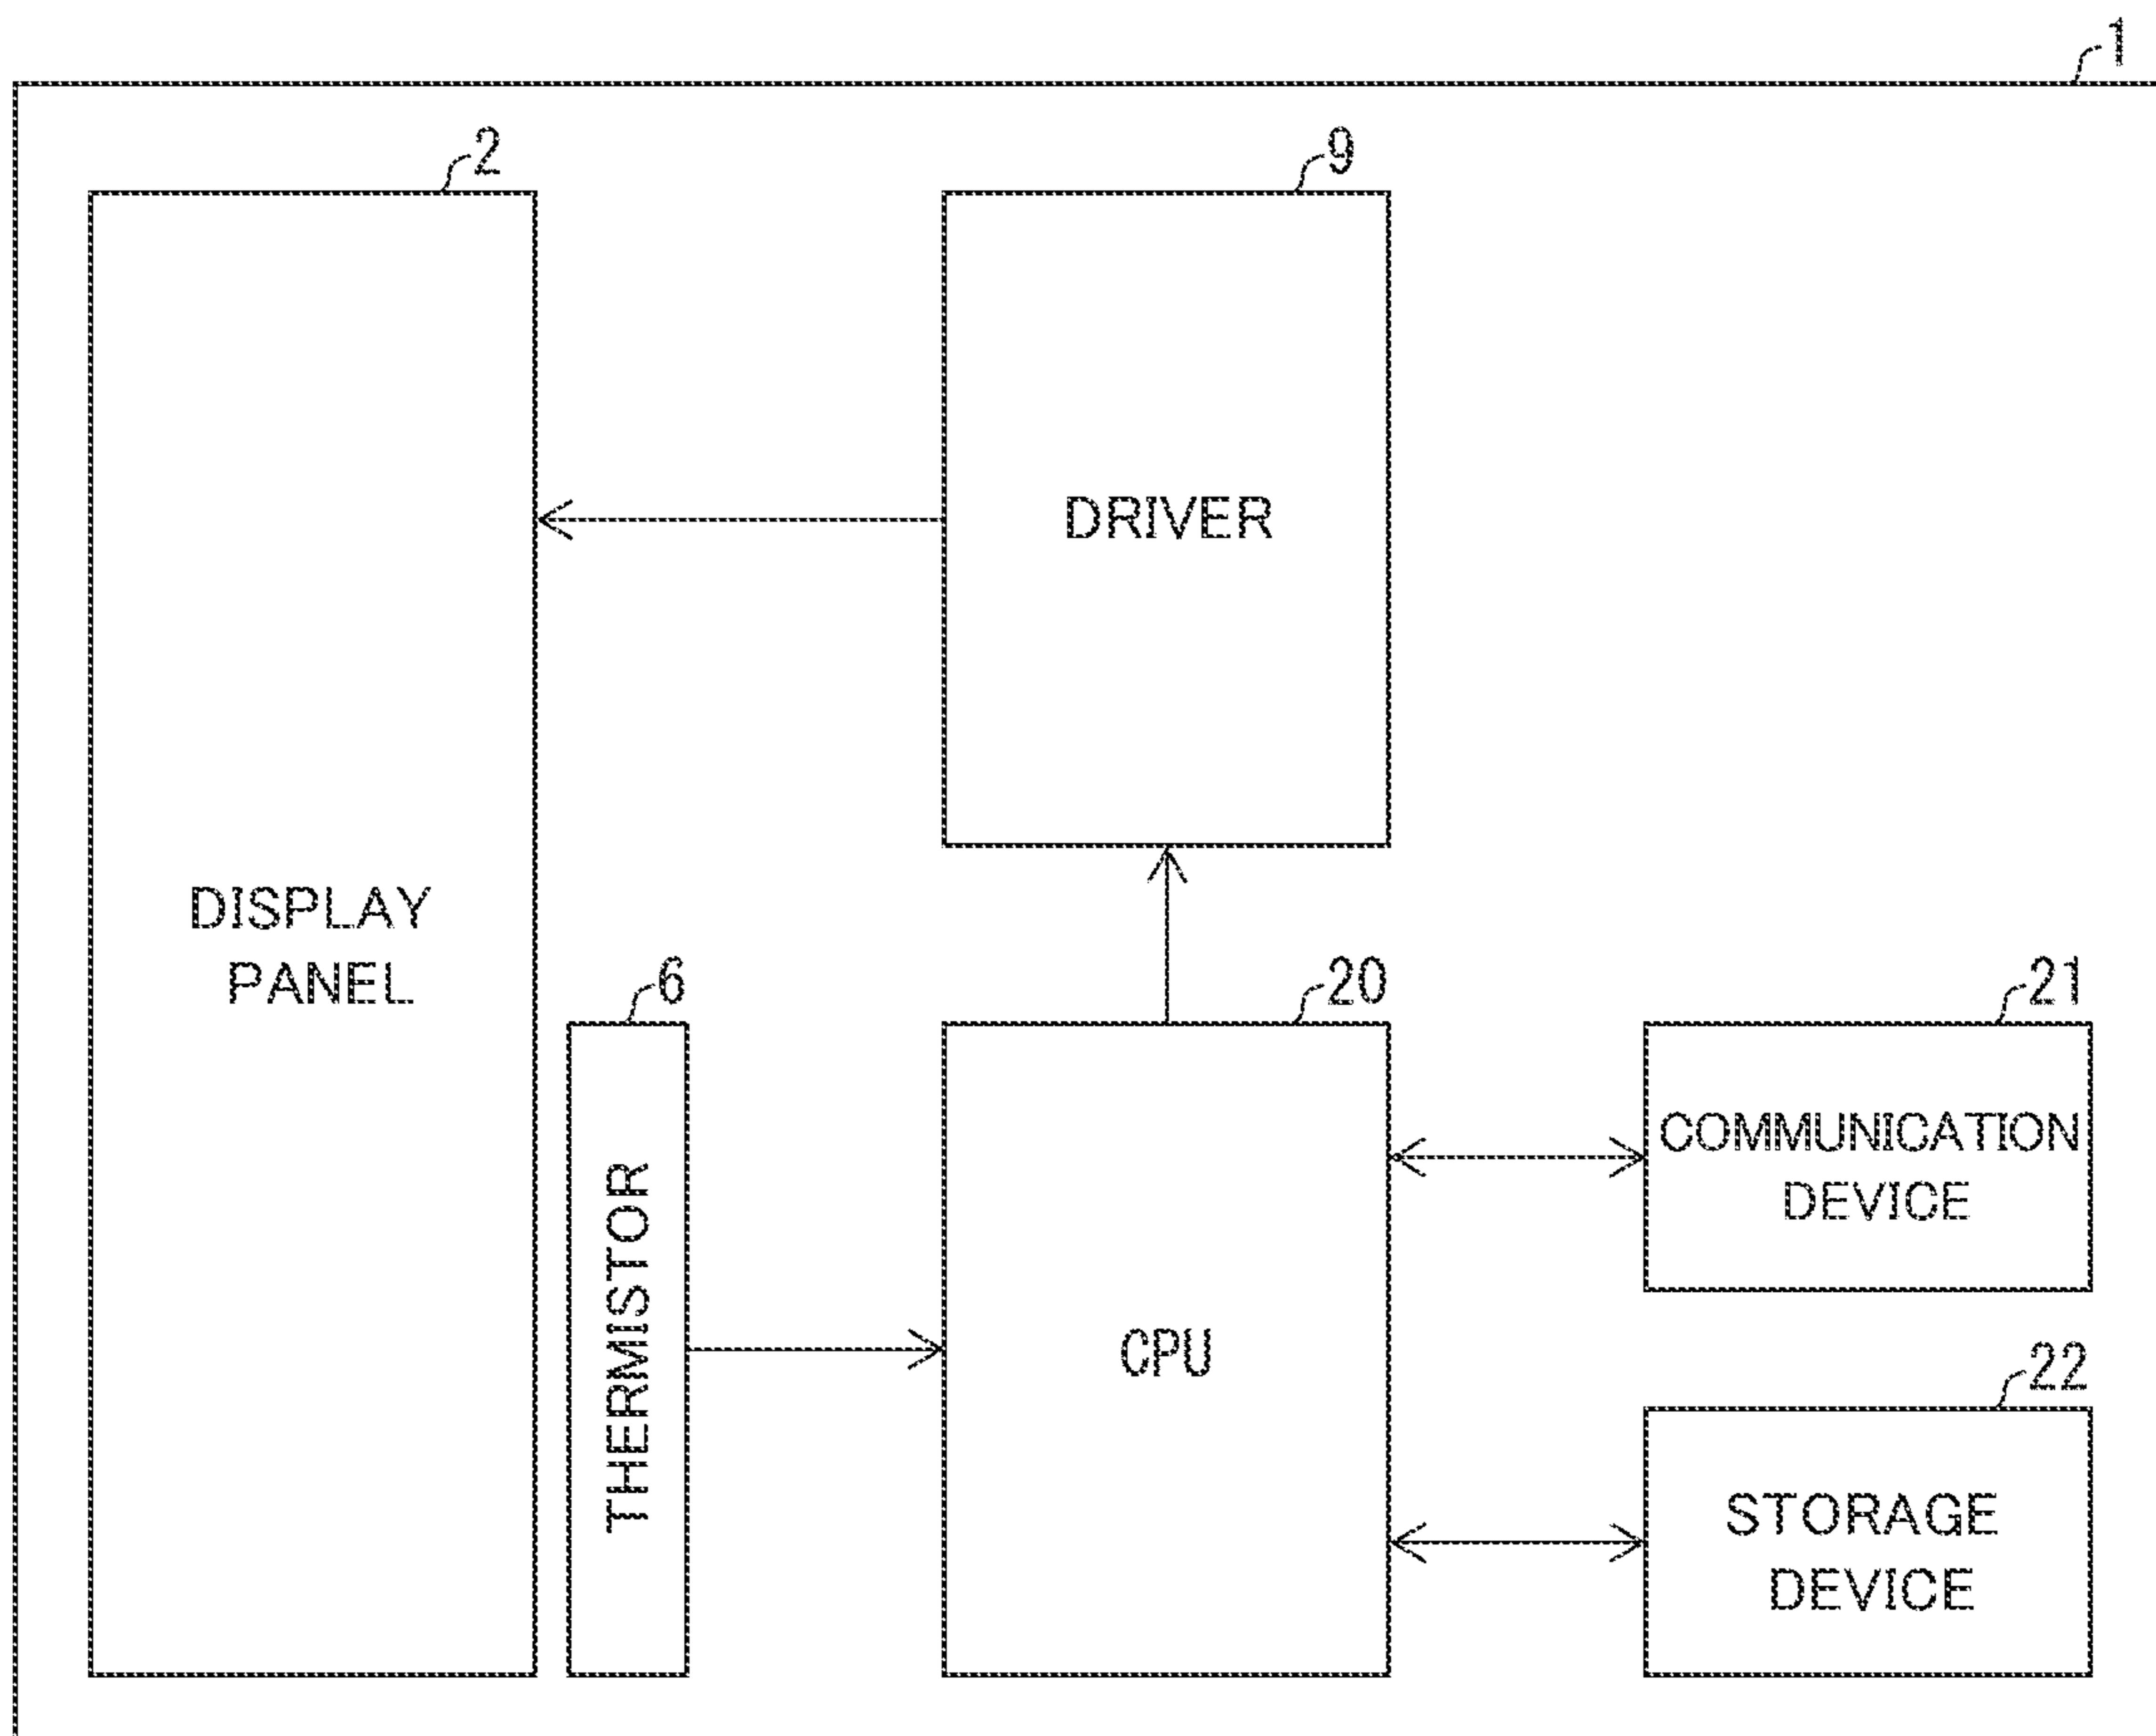 1
2
9
DRIVER
DISPLAY
PANEL
6
20
21
THERMISTOR
CPU
COMMUNICATION
DEVICE
22
STORAGE
DEVICE